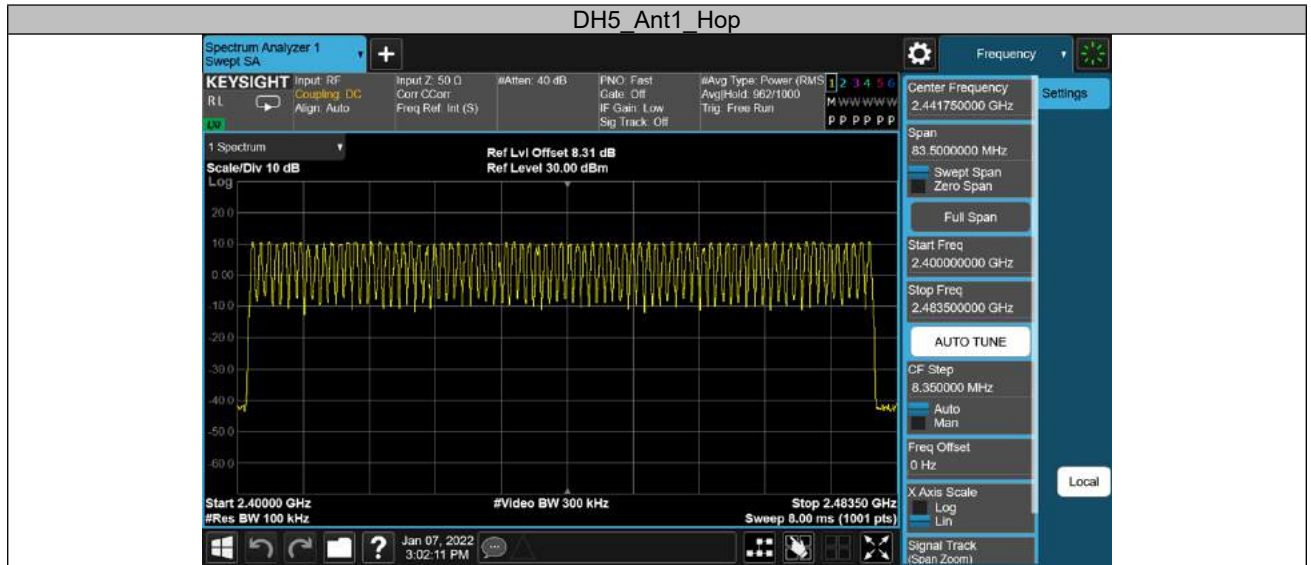 DH5_Ant1_Hop
Spectrum Analyzer 1
Swept SA
Frequency
KEYSIGHT
RL
Input: RF
Coupling: DC
Align: Auto
Input Z: 50 Ω
Corr CCorr
Freq Ref: Int (S)
#Atten: 40 dB
PNO: Fast
Gate: Off
IF Gain: Low
Sig Track: Off
#Avg Type: Power (RMS
Avg|Hold: 962/1000
Trig: Free Run
1 2 3 4 5 6
M W W W W W
P P P P P P
Center Frequency
2.441750000 GHz
Settings
Span
83.5000000 MHz
Swept Span
Zero Span
Full Span
Start Freq
2.400000000 GHz
Stop Freq
2.483500000 GHz
AUTO TUNE
CF Step
8.350000 MHz
Auto
Man
Freq Offset
0 Hz
X Axis Scale
Log
Lin
Signal Track
(Span Zoom)
Local
1 Spectrum
Scale/Div 10 dB
Log
Ref Lvl Offset 8.31 dB
Ref Level 30.00 dBm
20.0
10.0
0.00
-10.0
-20.0
-30.0
-40.0
-50.0
-60.0
Start 2.40000 GHz
#Res BW 100 kHz
#Video BW 300 kHz
Stop 2.48350 GHz
Sweep 8.00 ms (1001 pts)
?
Jan 07, 2022
3:02:11 PM